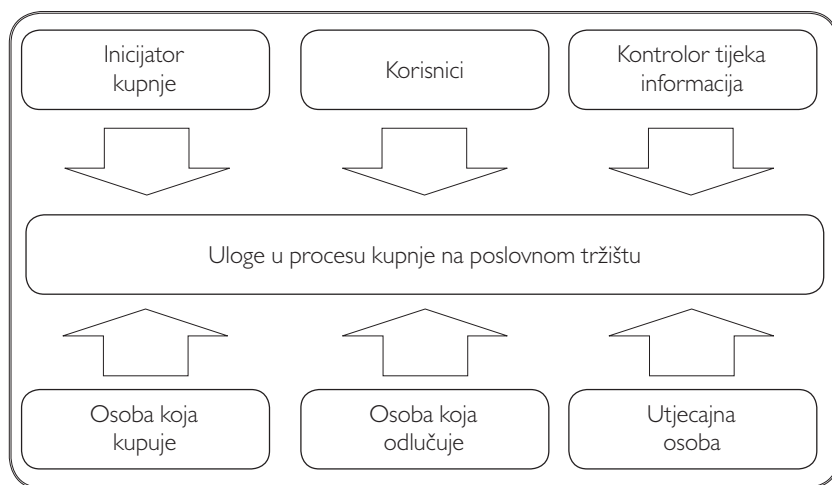 Inicijator
kupnje
Korisnici
Kontrolor tijeka
informacija
Uloge u procesu kupnje na poslovnom tržištu
Osoba koja
kupuje
Osoba koja
odlučuje
Utjecajna
osoba